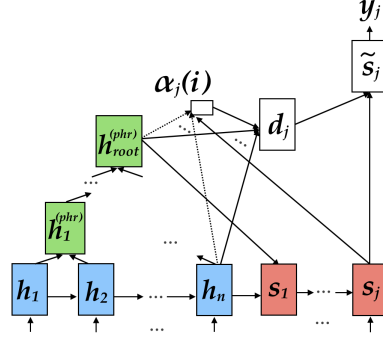 y_j
s̃_j
α_j(i)
d_j
h_root^(phr)
...
...
...
h_1^(phr)
...
h_1 h_2 ... h_n s_1 ... s_j
... ...